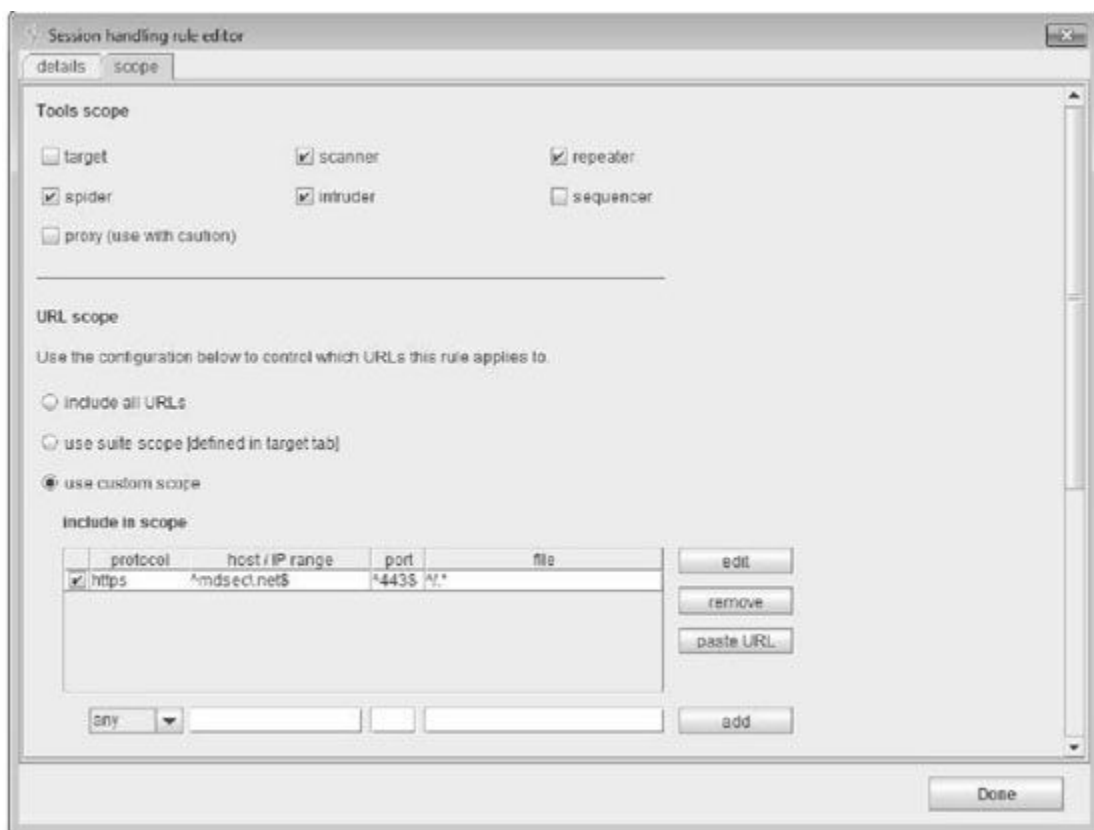 Session handling rule editor
details scope
Tools scope
target scanner repeater
spider intruder sequencer
proxy (use with caution)
URL scope
Use the configuration below to control which URLs this rule applies to.
include all URLs
use suite scope [defined in target tab]
use custom scope
include in scope
protocol host / IP range port file
https ^mdsec\.net$ ^443$ ^/.*
edit
remove
paste URL
any add
Done